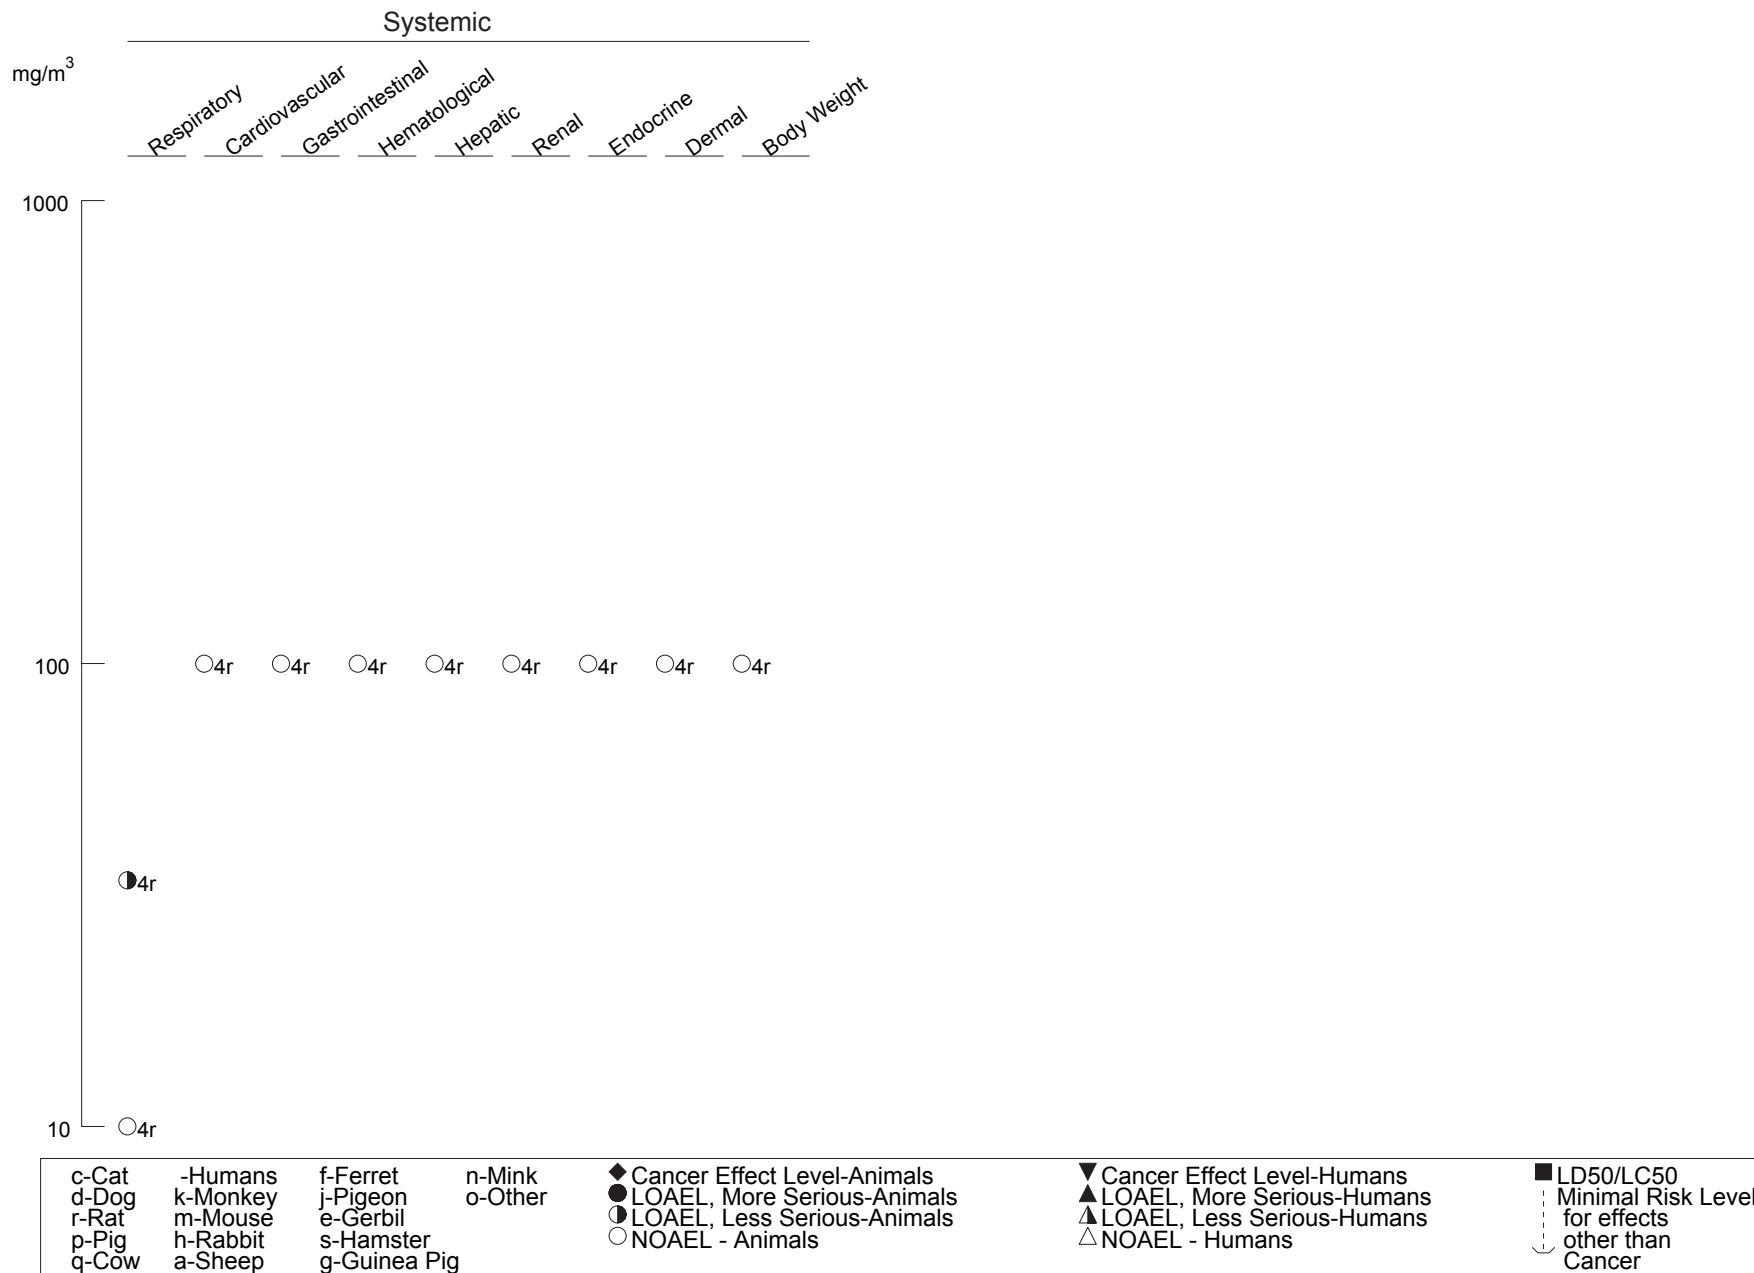 Systemic
mg/m3
Respiratory Cardiovascular Gastrointestinal Hematological Hepatic Renal Endocrine Dermal Body Weight
1000
100 4r 4r 4r 4r 4r 4r 4r 4r
4r
10 4r
c-Cat -Humans f-Ferret n-Mink Cancer Effect Level-Animals Cancer Effect Level-Humans LD50/LC50
d-Dog k-Monkey j-Pigeon o-Other LOAEL, More Serious-Animals LOAEL, More Serious-Humans Minimal Risk Level
r-Rat m-Mouse e-Gerbil LOAEL, Less Serious-Animals LOAEL, Less Serious-Humans for effects
p-Pig h-Rabbit s-Hamster NOAEL - Animals NOAEL - Humans other than
q-Cow a-Sheep g-Guinea Pig Cancer